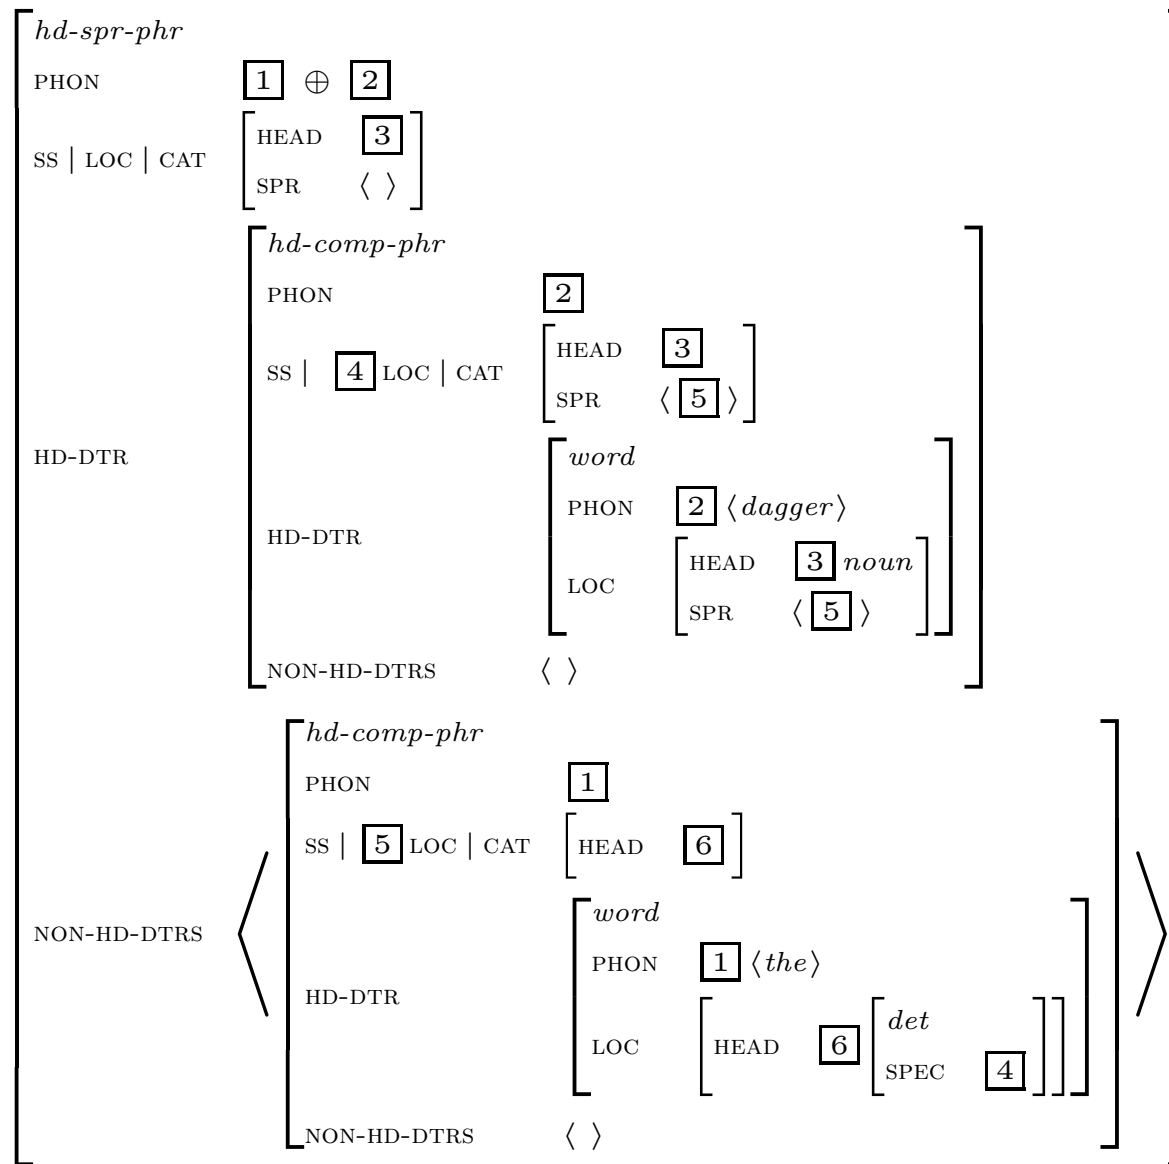 hd-spr-phr
PHON 1 ⊕ 2
SS | LOC | CAT [HEAD 3
SPR ⟨ ⟩]
HD-DTR
hd-comp-phr
PHON 2
SS | 4 LOC | CAT [HEAD 3
SPR ⟨ 5 ⟩]
HD-DTR
word
PHON 2 ⟨dagger⟩
LOC [HEAD 3 noun
SPR ⟨ 5 ⟩]
NON-HD-DTRS ⟨ ⟩
NON-HD-DTRS
hd-comp-phr
PHON 1
SS | 5 LOC | CAT [HEAD 6]
HD-DTR
word
PHON 1 ⟨the⟩
LOC [HEAD 6 [det
SPEC 4]]
NON-HD-DTRS ⟨ ⟩